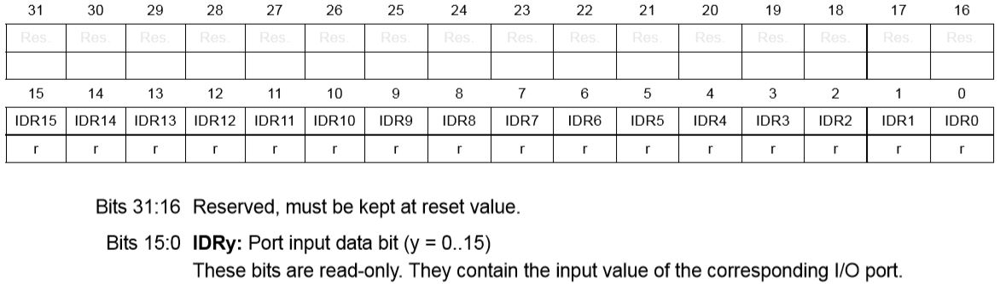 31 30 29 28 27 26 25 24 23 22 21 20 19 18 17 16
Res. Res. Res. Res. Res. Res. Res. Res. Res. Res. Res. Res. Res. Res. Res. Res.
15 14 13 12 11 10 9 8 7 6 5 4 3 2 1 0
IDR15 IDR14 IDR13 IDR12 IDR11 IDR10 IDR9 IDR8 IDR7 IDR6 IDR5 IDR4 IDR3 IDR2 IDR1 IDR0
r r r r r r r r r r r r r r r r
Bits 31:16 Reserved, must be kept at reset value.
Bits 15:0 IDRy: Port input data bit (y = 0..15)
These bits are read-only. They contain the input value of the corresponding I/O port.